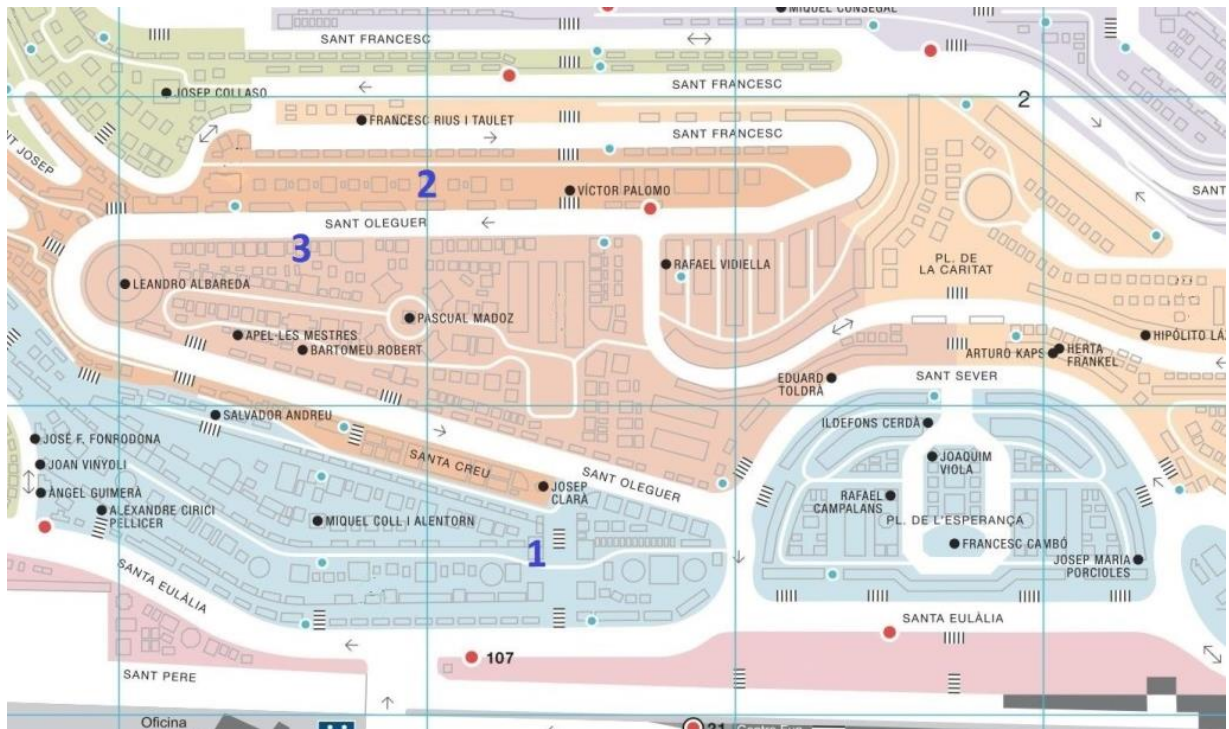 MIQUEL CONSEGAL
SANT FRANCESC
SANT FRANCESC
JOSEP COLLASO
2
FRANCESC RIUS I TAULET
SANT FRANCESC
SANT JOSEP
2
VÍCTOR PALOMO
SANT
SANT OLEGUER
3
RAFAEL VIDIELLA
PL. DE
LA CARITAT
LEANDRO ALBAREDA
PASCUAL MADOZ
APEL·LES MESTRES
BARTOMEU ROBERT
HIPÓLITO LÁ
ARTURO KAPS
HERTA
FRANKEL
EDUARD
TOLDRÀ
SANT SEVER
SALVADOR ANDREU
ILDEFONS CERDÀ
JOSÉ F. FONRODONA
JOAN VINYOLI
SANTA CREU
SANT OLEGUER
JOAQUIM
VIOLA
ÀNGEL GUIMERÀ
JOSEP
CLARÀ
RAFAEL
CAMPALANS
ALEXANDRE CIRICI
PELLICER
MIQUEL COLL I ALENTORN
PL. DE L'ESPERANÇA
FRANCESC CAMBÓ
1
JOSEP MARIA
PORCIOLES
SANTA EULÀLIA
SANTA EULÀLIA
107
SANT PERE
Oficina
21